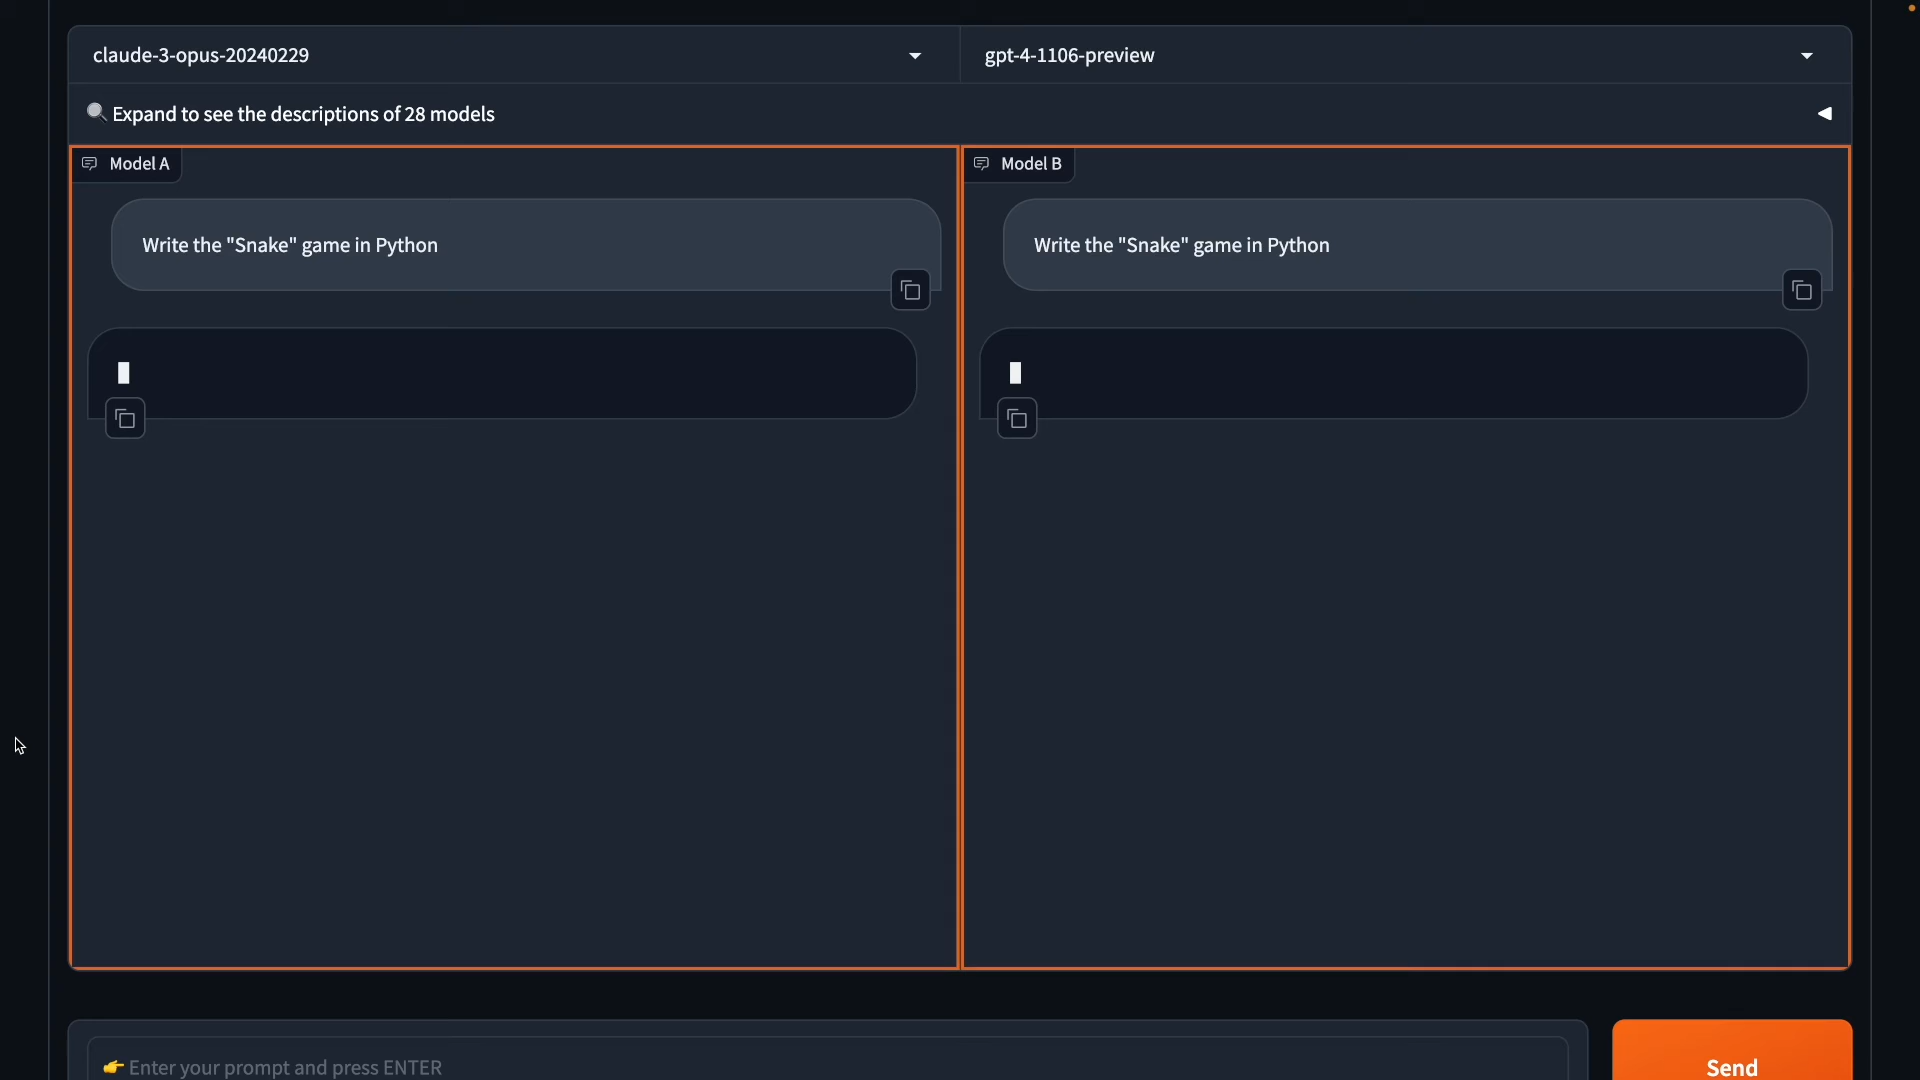 claude-3-opus-20240229
gpt-4-1106-preview
🔍 Expand to see the descriptions of 28 models
Model A
Model B
Write the "Snake" game in Python
Write the "Snake" game in Python
👉 Enter your prompt and press ENTER
Send